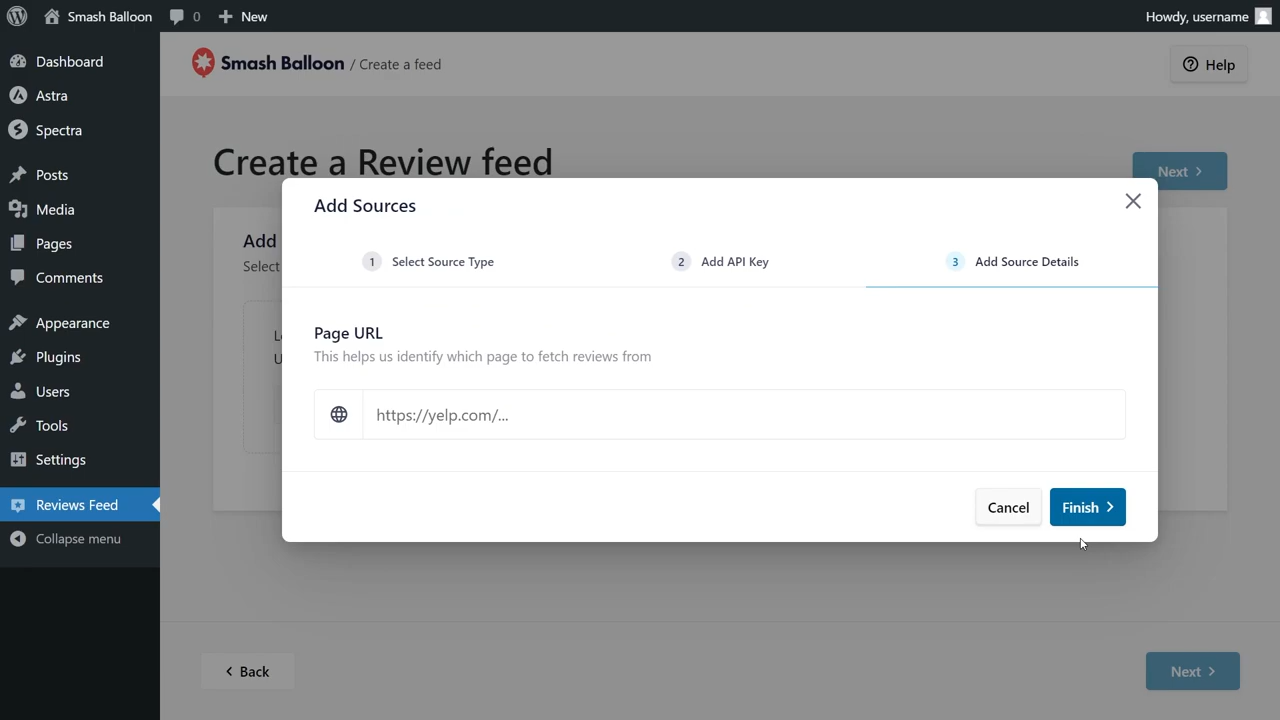 Smash Balloon
0
New
Howdy, username
Dashboard
Astra
Spectra
Posts
Media
Pages
Comments
Appearance
Plugins
Users
Tools
Settings
Reviews Feed
Collapse menu
Smash Balloon / Create a feed
Help
Create a Review feed
Next
Add
Select
Add Sources
1 Select Source Type
2 Add API Key
3 Add Source Details
Page URL
This helps us identify which page to fetch reviews from
https://yelp.com/...
Cancel
Finish
Back
Next